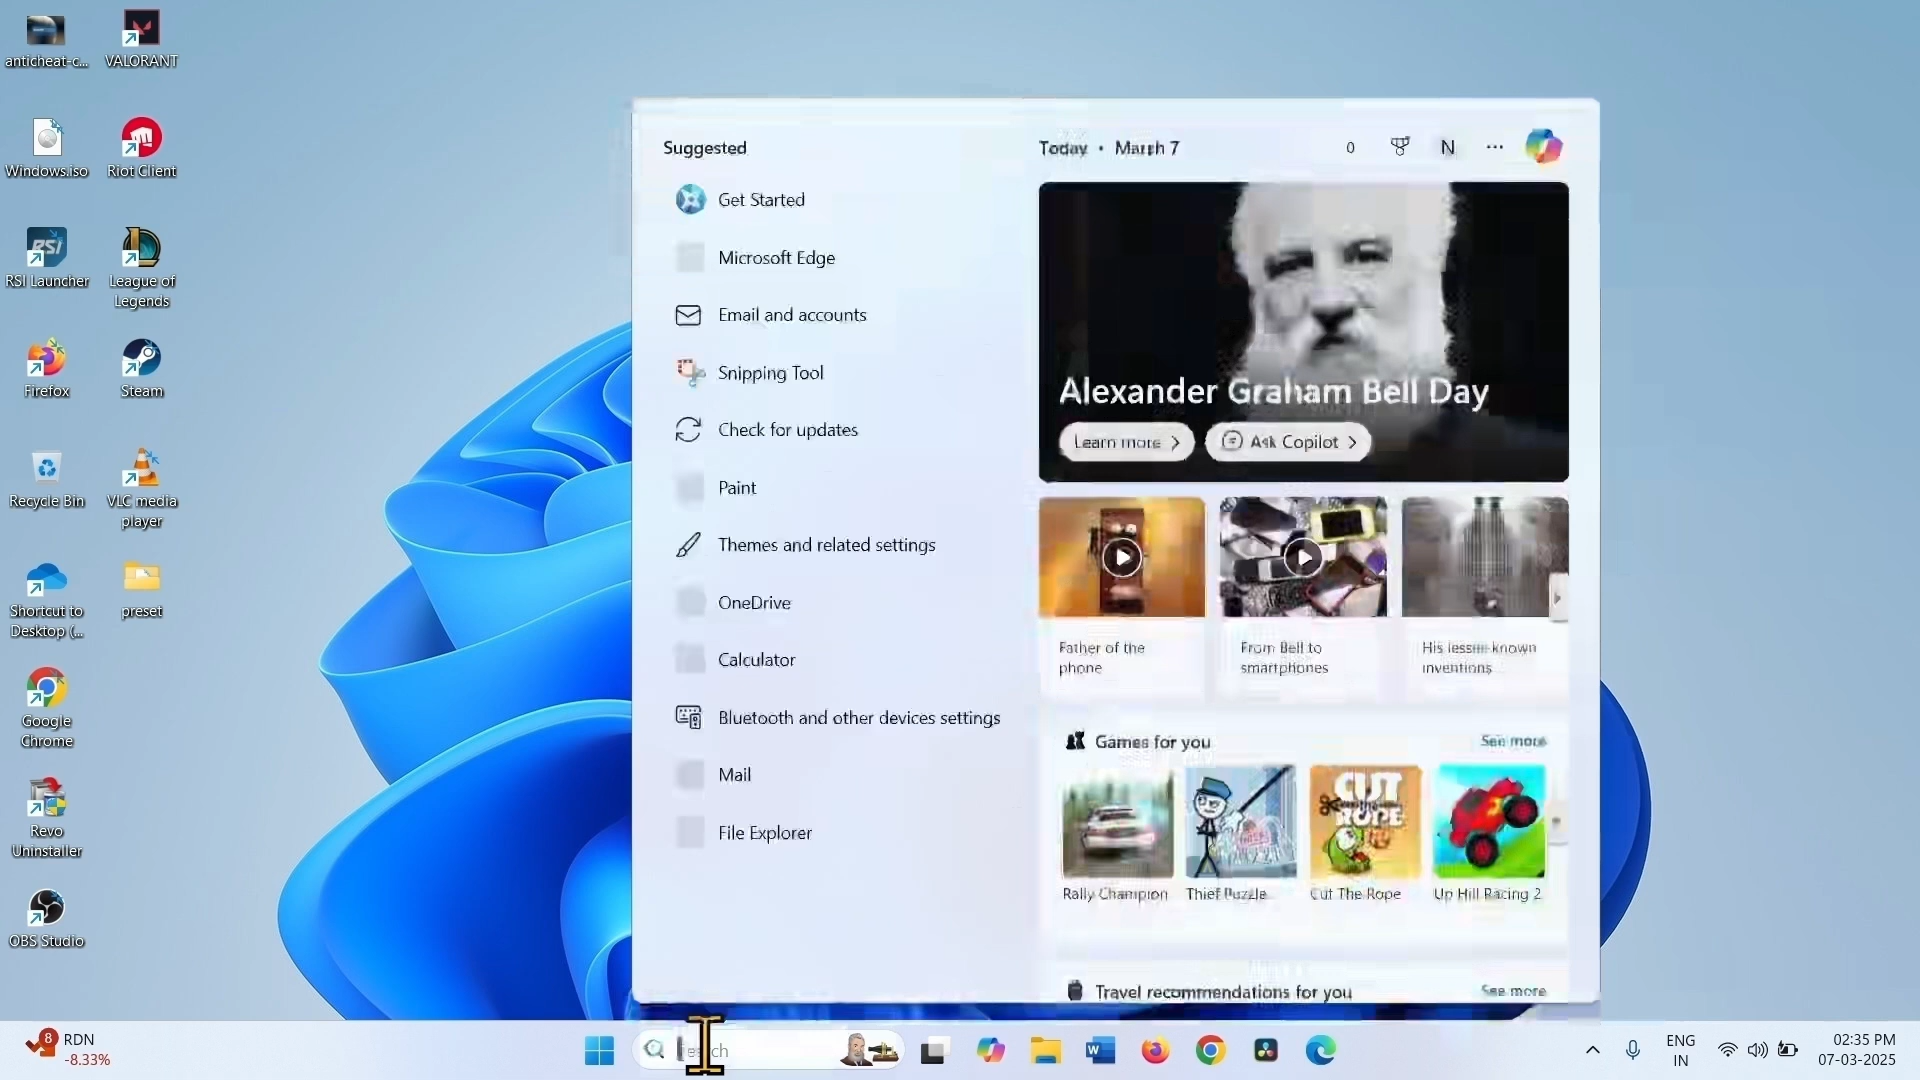 anticheat-c...
VALORANT
Windows.iso
Riot Client
RSI
RSI Launcher
League of
Legends
Firefox
Steam
Recycle Bin
VLC media
player
Shortcut to
Desktop (...
preset
Google
Chrome
Revo
Uninstaller
OBS Studio
Suggested
Get Started
Microsoft Edge
Email and accounts
Snipping Tool
Check for updates
Paint
Themes and related settings
OneDrive
Calculator
Bluetooth and other devices settings
Mail
File Explorer
Today • March 7
0
N
Alexander Graham Bell Day
Learn more
Ask Copilot
Father of the
phone
From Bell to
smartphones
His lesser-known
inventions
Games for you
See more
CUT
THE
ROPE
Rally Champion
Thief Puzzle
Cut The Rope
Up Hill Racing 2
Travel recommendations for you
See more
8
RDN
-8.33%
Search
W
ENG
IN
02:35 PM
07-03-2025